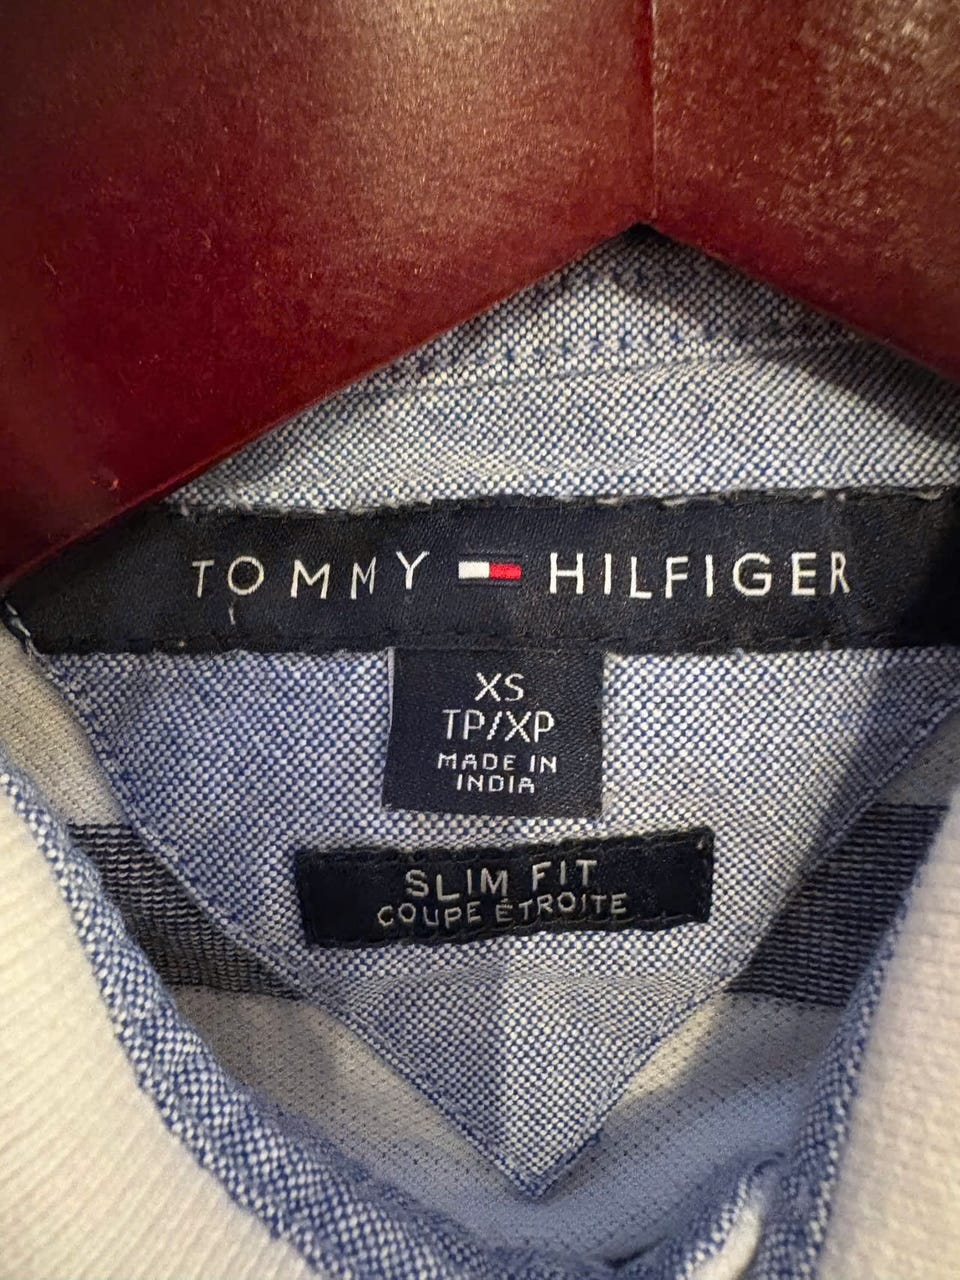 TOMMY HILFIGER
XS
TP/XP
MADE IN
INDIA
SLIM FIT
COUPE ÉTROITE